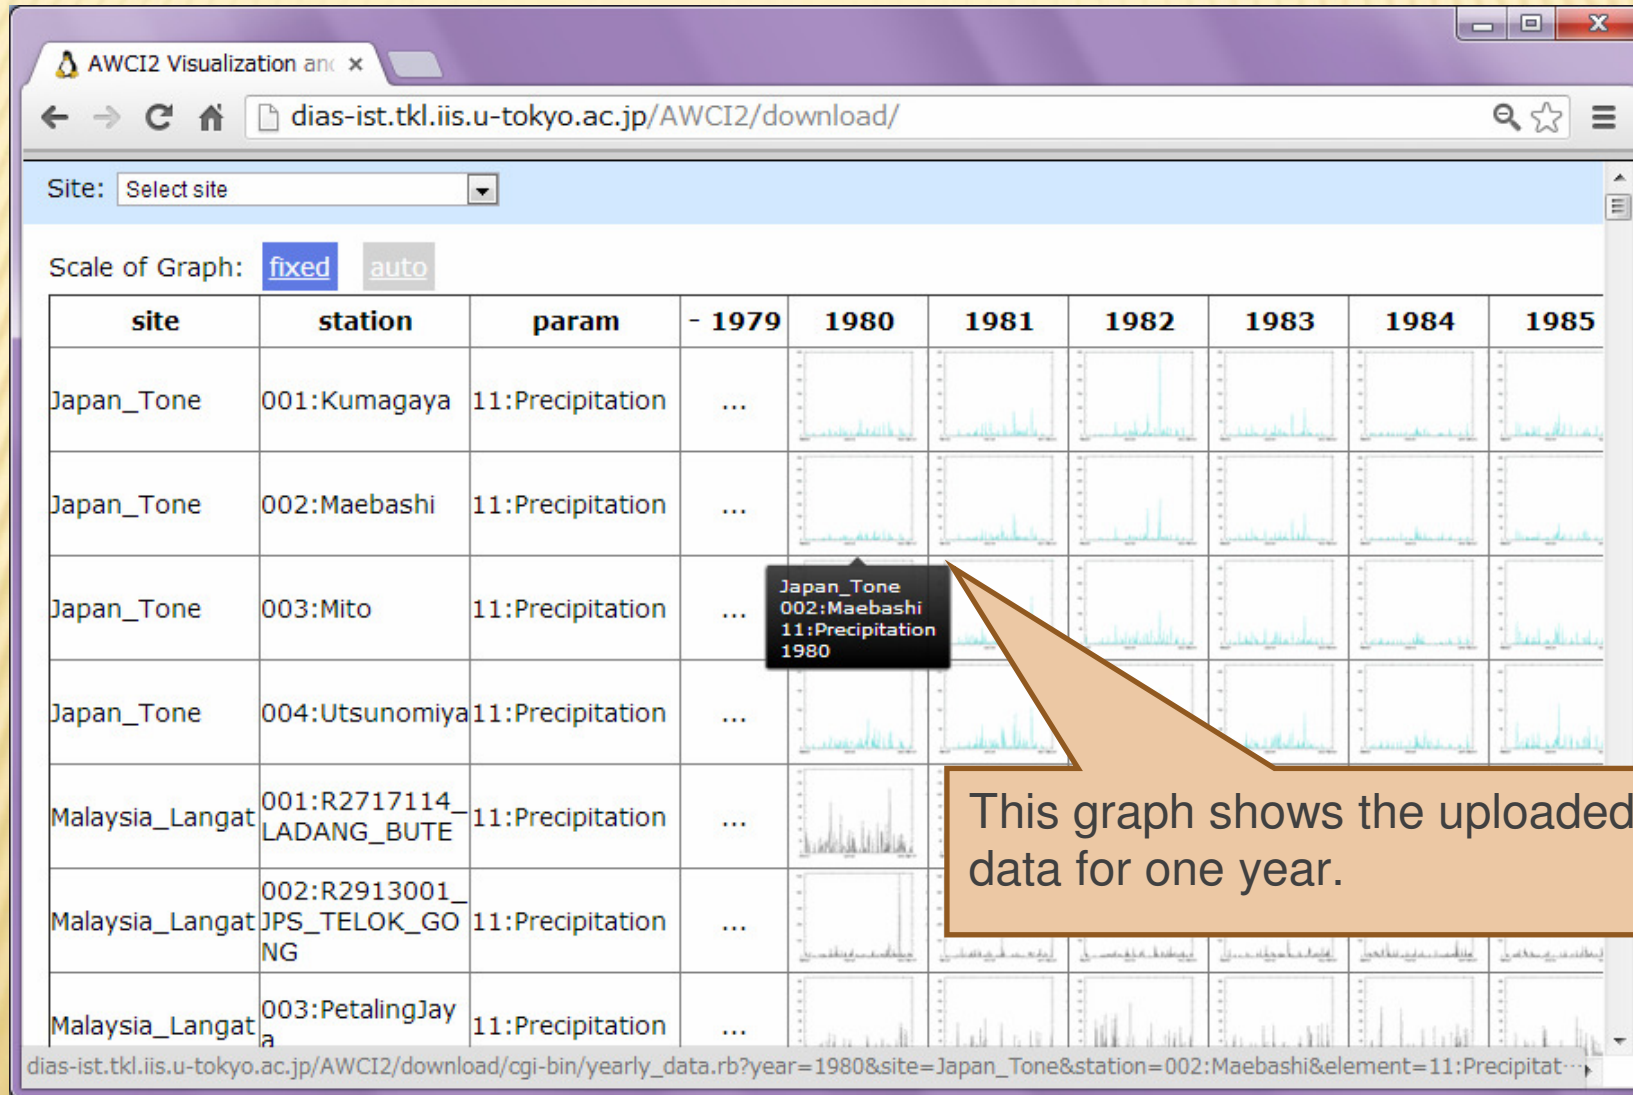 AWCI2 Visualization an
dias-ist.tkl.iis.u-tokyo.ac.jp/AWCI2/download/
Site: Select site
Scale of Graph: fixed auto
site station param - 1979 1980 1981 1982 1983 1984 1985
Japan_Tone 001:Kumagaya 11:Precipitation ...
Japan_Tone 002:Maebashi 11:Precipitation ...
Japan_Tone 003:Mito 11:Precipitation ...
Japan_Tone
002:Maebashi
11:Precipitation
1980
Japan_Tone 004:Utsunomiya 11:Precipitation ...
Malaysia_Langat 001:R2717114_
LADANG_BUTE 11:Precipitation ...
This graph shows the uploaded
data for one year.
Malaysia_Langat 002:R2913001_
JPS_TELOK_GO
NG 11:Precipitation ...
Malaysia_Langat 003:PetalingJay
a 11:Precipitation ...
dias-ist.tkl.iis.u-tokyo.ac.jp/AWCI2/download/cgi-bin/yearly_data.rb?year=1980&site=Japan_Tone&station=002:Maebashi&element=11:Precipitat...